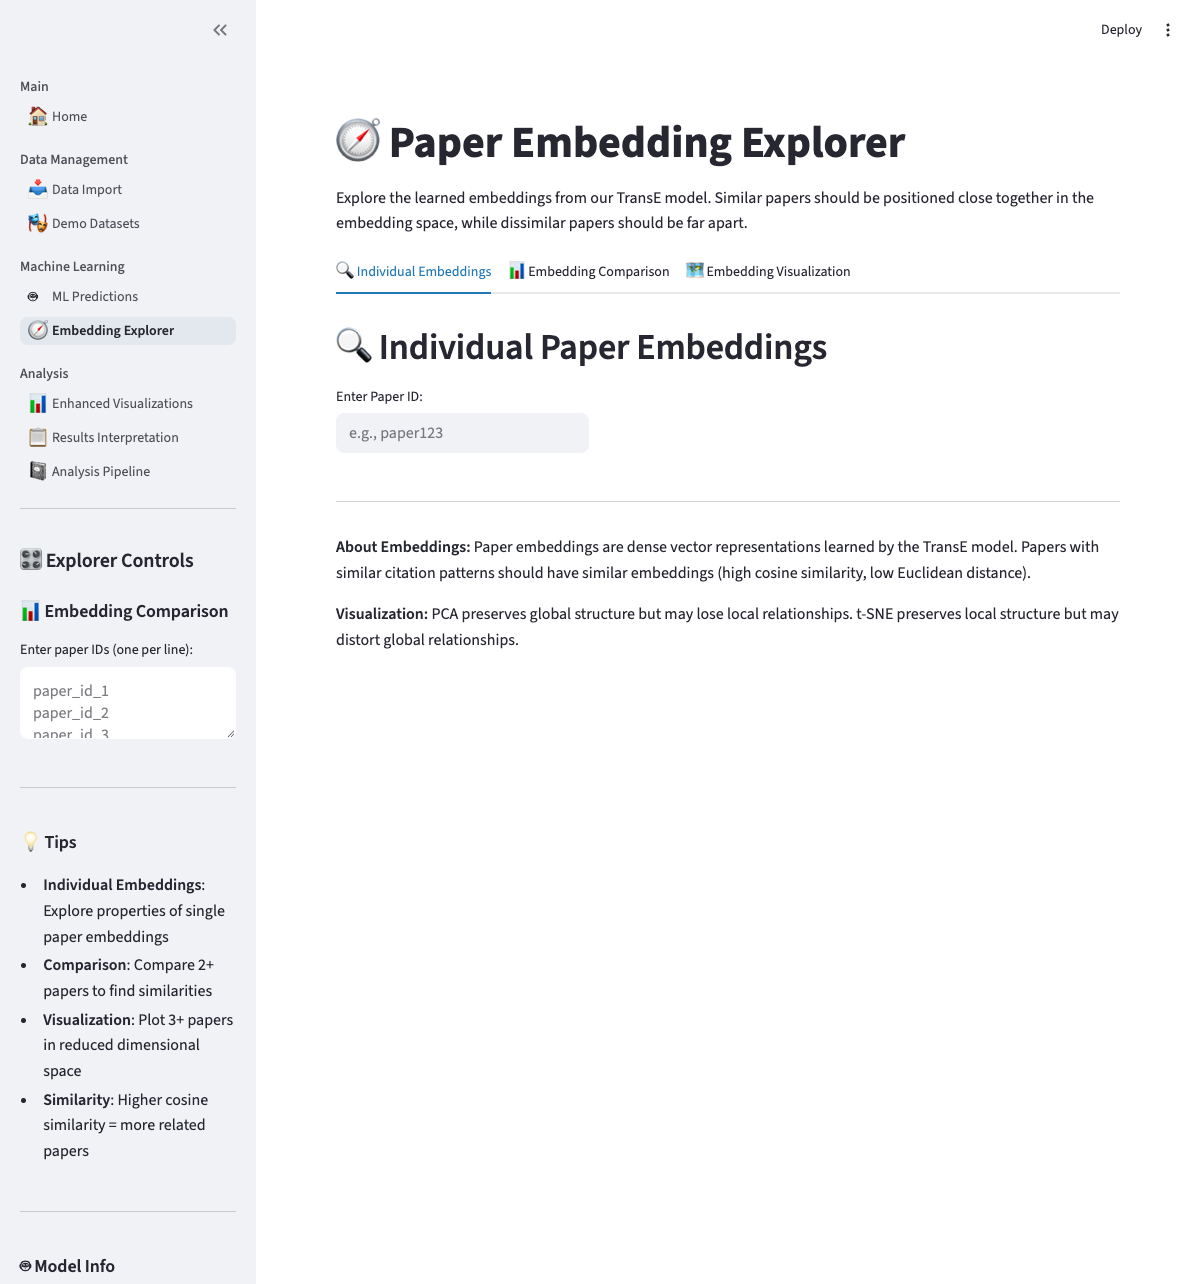 Deploy
Main
Home
Data Management
Data Import
Demo Datasets
Machine Learning
ML Predictions
Embedding Explorer
Analysis
Enhanced Visualizations
Results Interpretation
Analysis Pipeline
Explorer Controls
Embedding Comparison
Enter paper IDs (one per line):
paper_id_1
paper_id_2
paper_id_3
Tips
Individual Embeddings:
Explore properties of single
paper embeddings
Comparison: Compare 2+
papers to find similarities
Visualization: Plot 3+ papers
in reduced dimensional
space
Similarity: Higher cosine
similarity = more related
papers
Model Info
Paper Embedding Explorer
Explore the learned embeddings from our TransE model. Similar papers should be positioned close together in the
embedding space, while dissimilar papers should be far apart.
Individual Embeddings Embedding Comparison Embedding Visualization
Individual Paper Embeddings
Enter Paper ID:
e.g., paper123
About Embeddings: Paper embeddings are dense vector representations learned by the TransE model. Papers with
similar citation patterns should have similar embeddings (high cosine similarity, low Euclidean distance).
Visualization: PCA preserves global structure but may lose local relationships. t-SNE preserves local structure but may
distort global relationships.